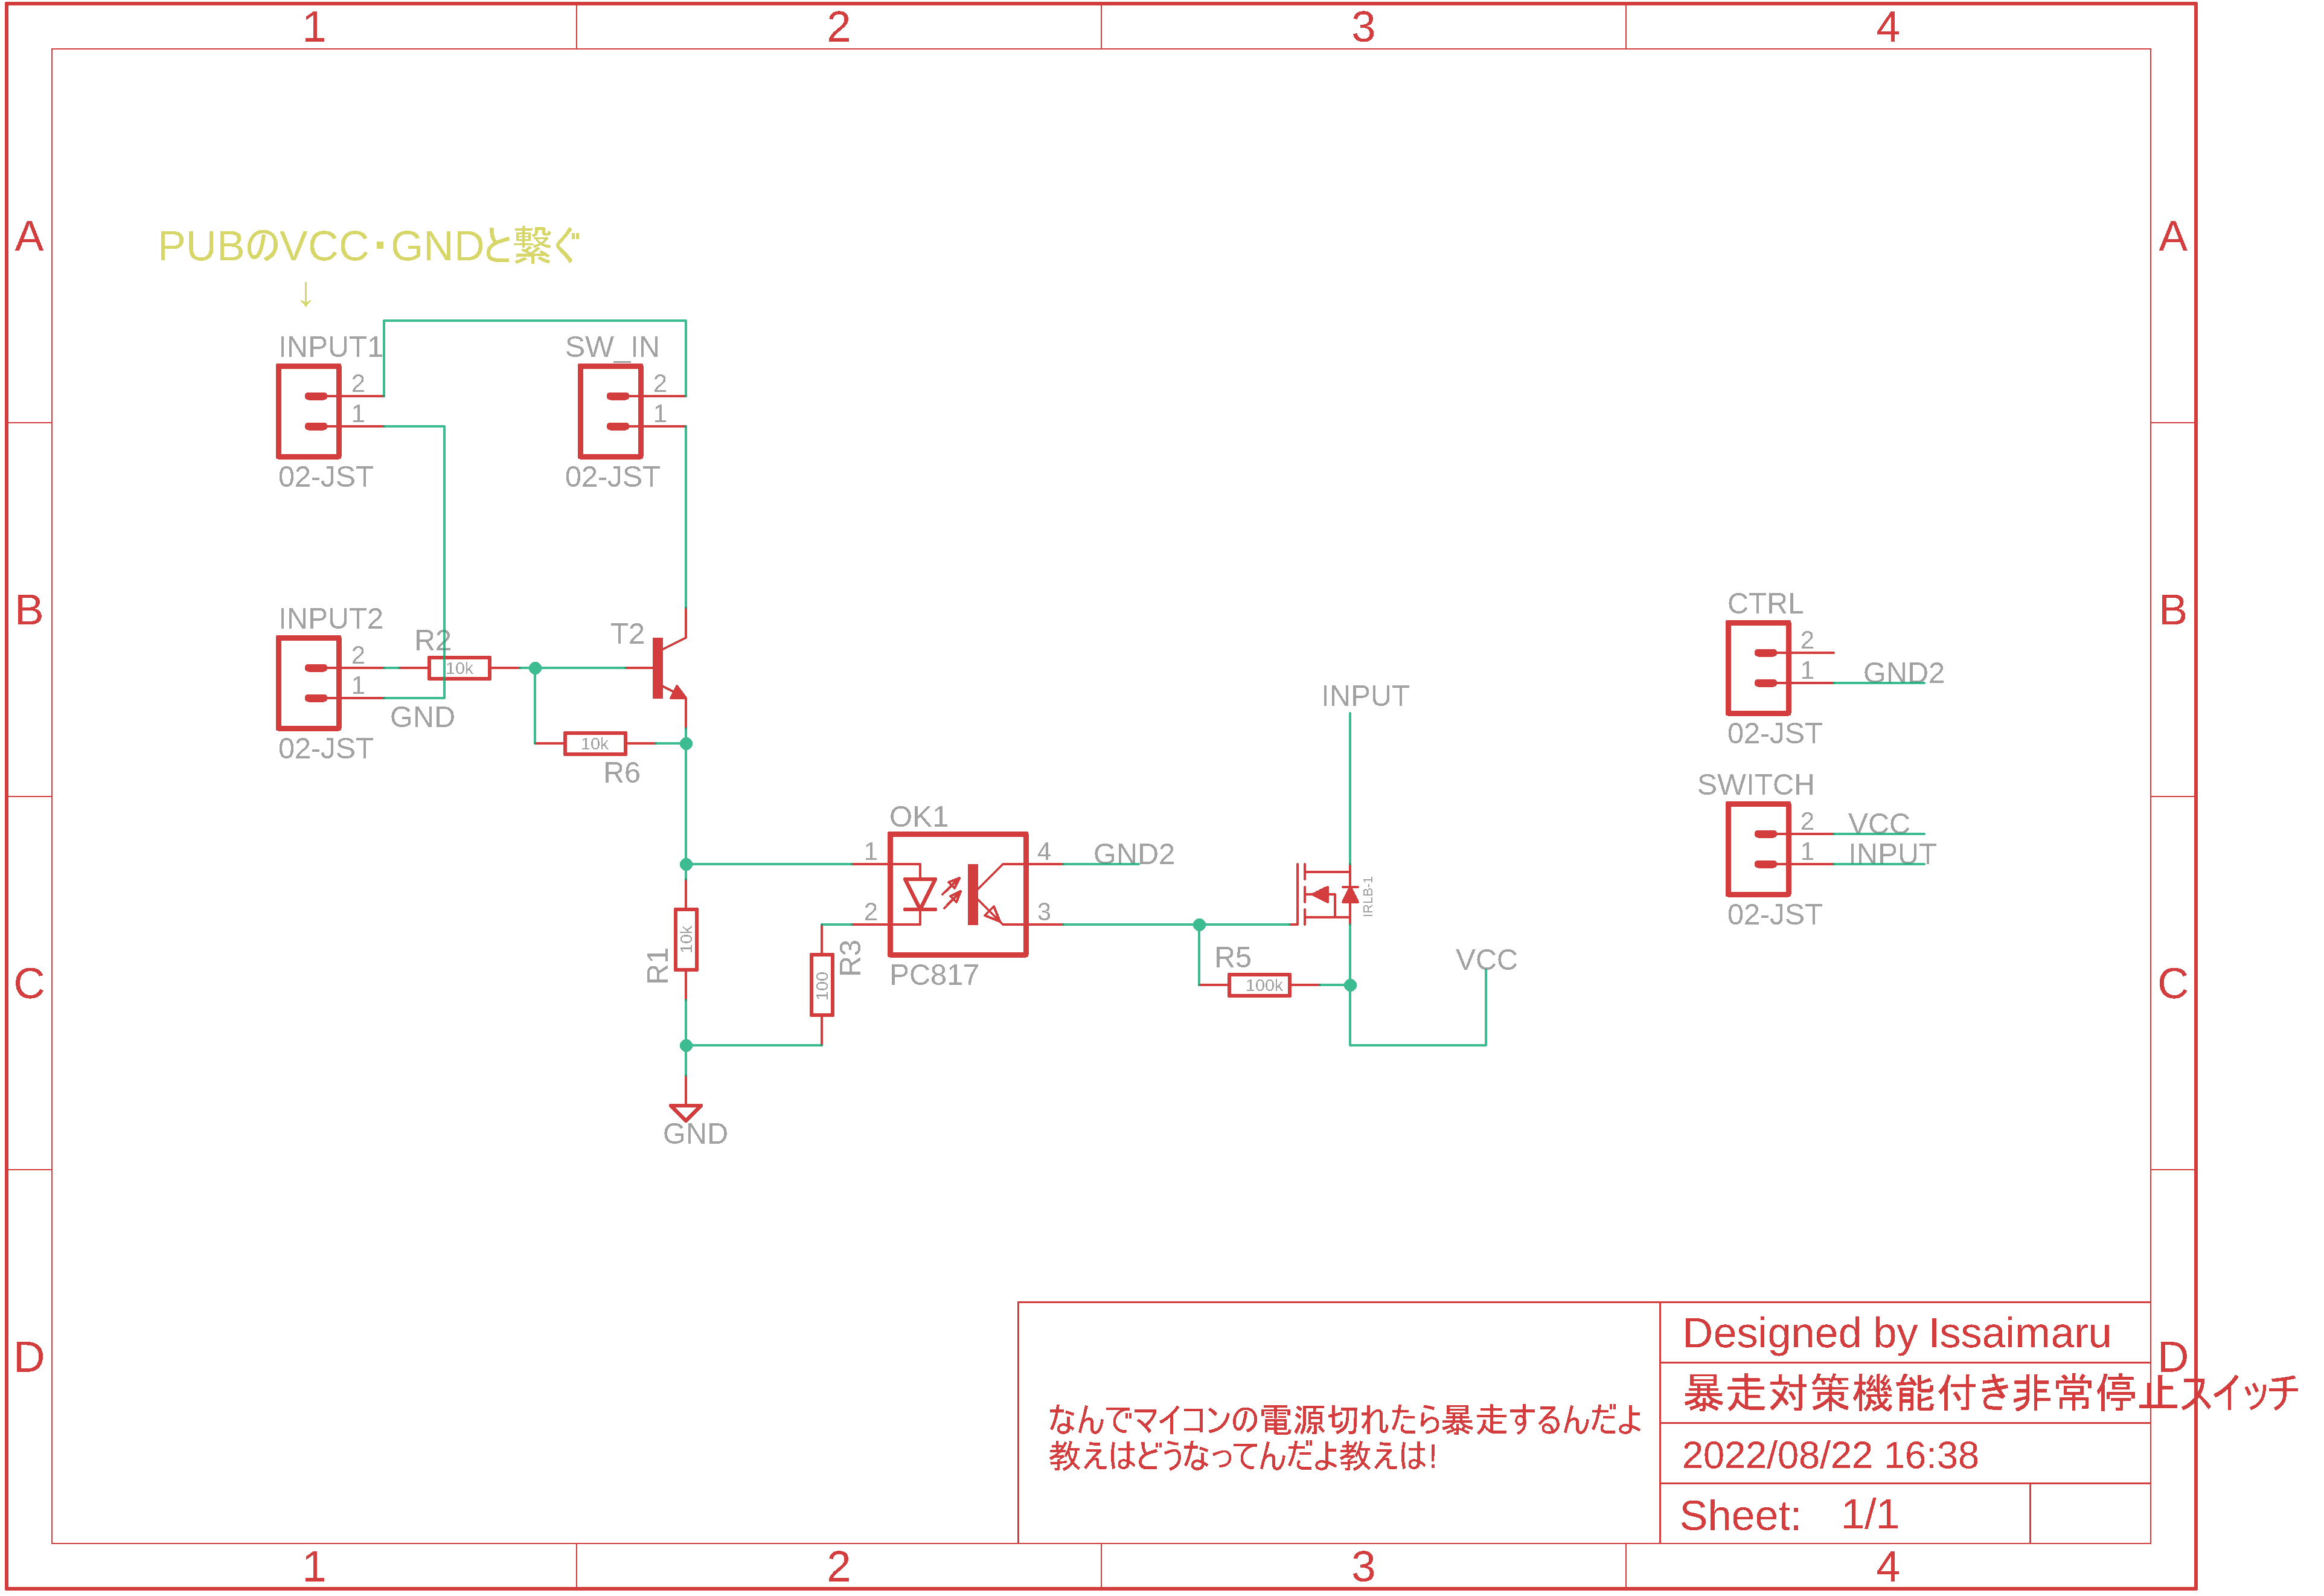 1 2 3 4
A A
PUBのVCC・GNDと繋ぐ
↓
INPUT1
2
1
02-JST
SW_IN
2
1
02-JST
B B
INPUT2
2
1
GND
02-JST
R2
10k
T2
10k
R6
CTRL
2
1
GND2
02-JST
INPUT
SWITCH
2
VCC
1
INPUT
02-JST
OK1
1
2
4
GND2
3
PC817
IRLB-1
R1
10k
R3
100
R5
100k
VCC
C C
GND
D D
なんでマイコンの電源切れたら暴走するんだよ
教えはどうなってんだよ教えは!
Designed by Issaimaru
暴走対策機能付き非常停止スイッチ
2022/08/22 16:38
Sheet: 1/1
1 2 3 4